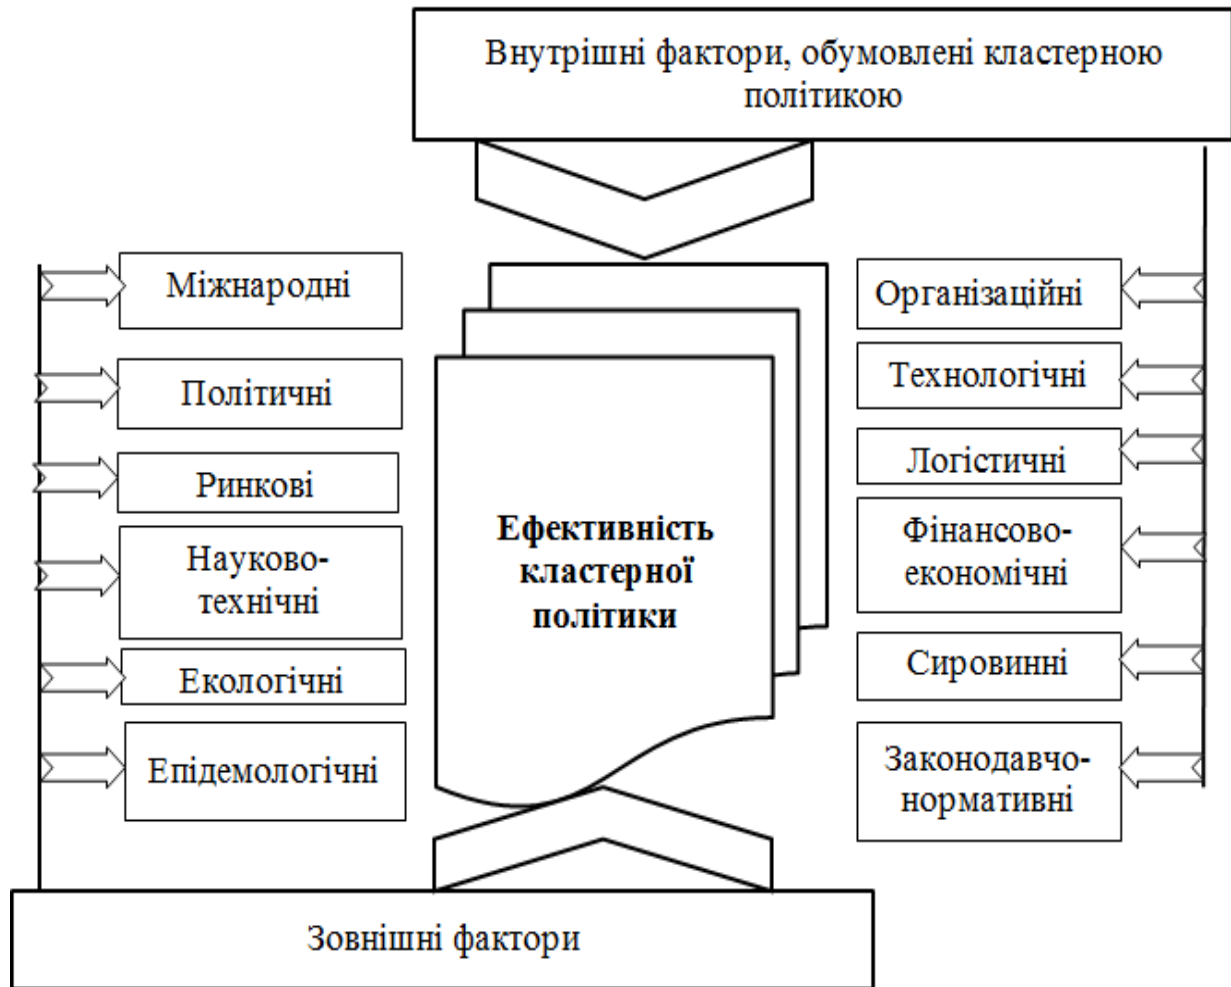 Внутрішні фактори, обумовлені кластерною
політикою
Міжнародні
Політичні
Ринкові
Науково-
технічні
Екологічні
Епідемологічні
Ефективність
кластерної
політики
Організаційні
Технологічні
Логістичні
Фінансово-
економічні
Сировинні
Законодавчо-
нормативні
Зовнішні фактори